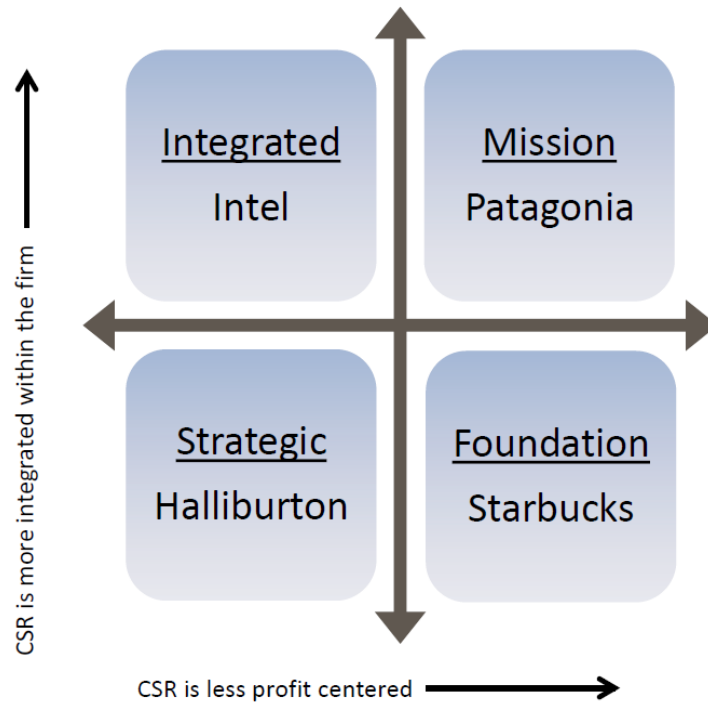 Integrated
Intel
Mission
Patagonia
Strategic
Halliburton
Foundation
Starbucks
CSR is more integrated within the firm
CSR is less profit centered